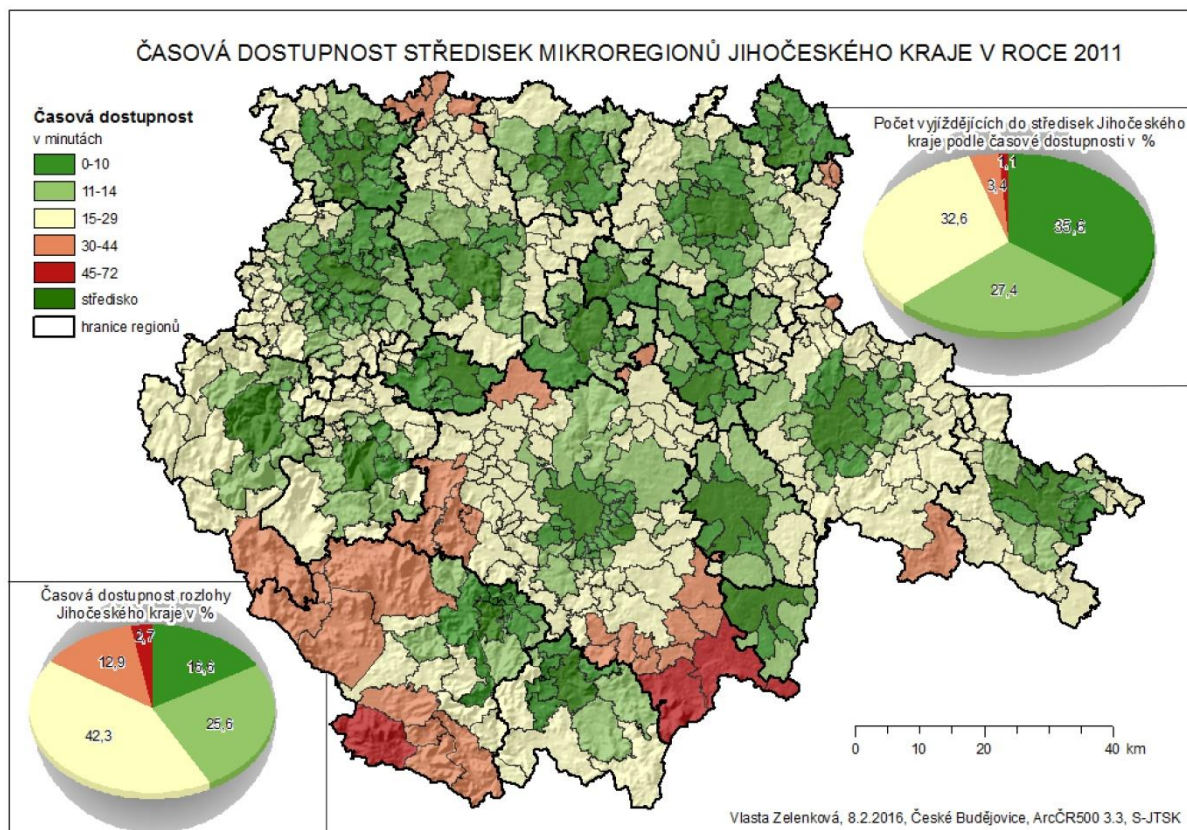 ČASOVÁ DOSTUPNOST STŘEDISEK MIKROREGIONŮ JIHOČESKÉHO KRAJE V ROCE 2011
Časová dostupnost
v minutách
0-10
11-14
15-29
30-44
45-72
středisko
hranice regionů
Počet vyjíždějících do středisek Jihočeského
kraje podle časové dostupnosti v %
1,1
3,4
32,6
35,6
27,4
Časová dostupnost rozlohy
Jihočeského kraje v %
2,7
12,9
16,6
42,3
25,6
0 10 20 40 km
Vlasta Zelenková, 8.2.2016, České Budějovice, ArcČR500 3.3, S-JTSK